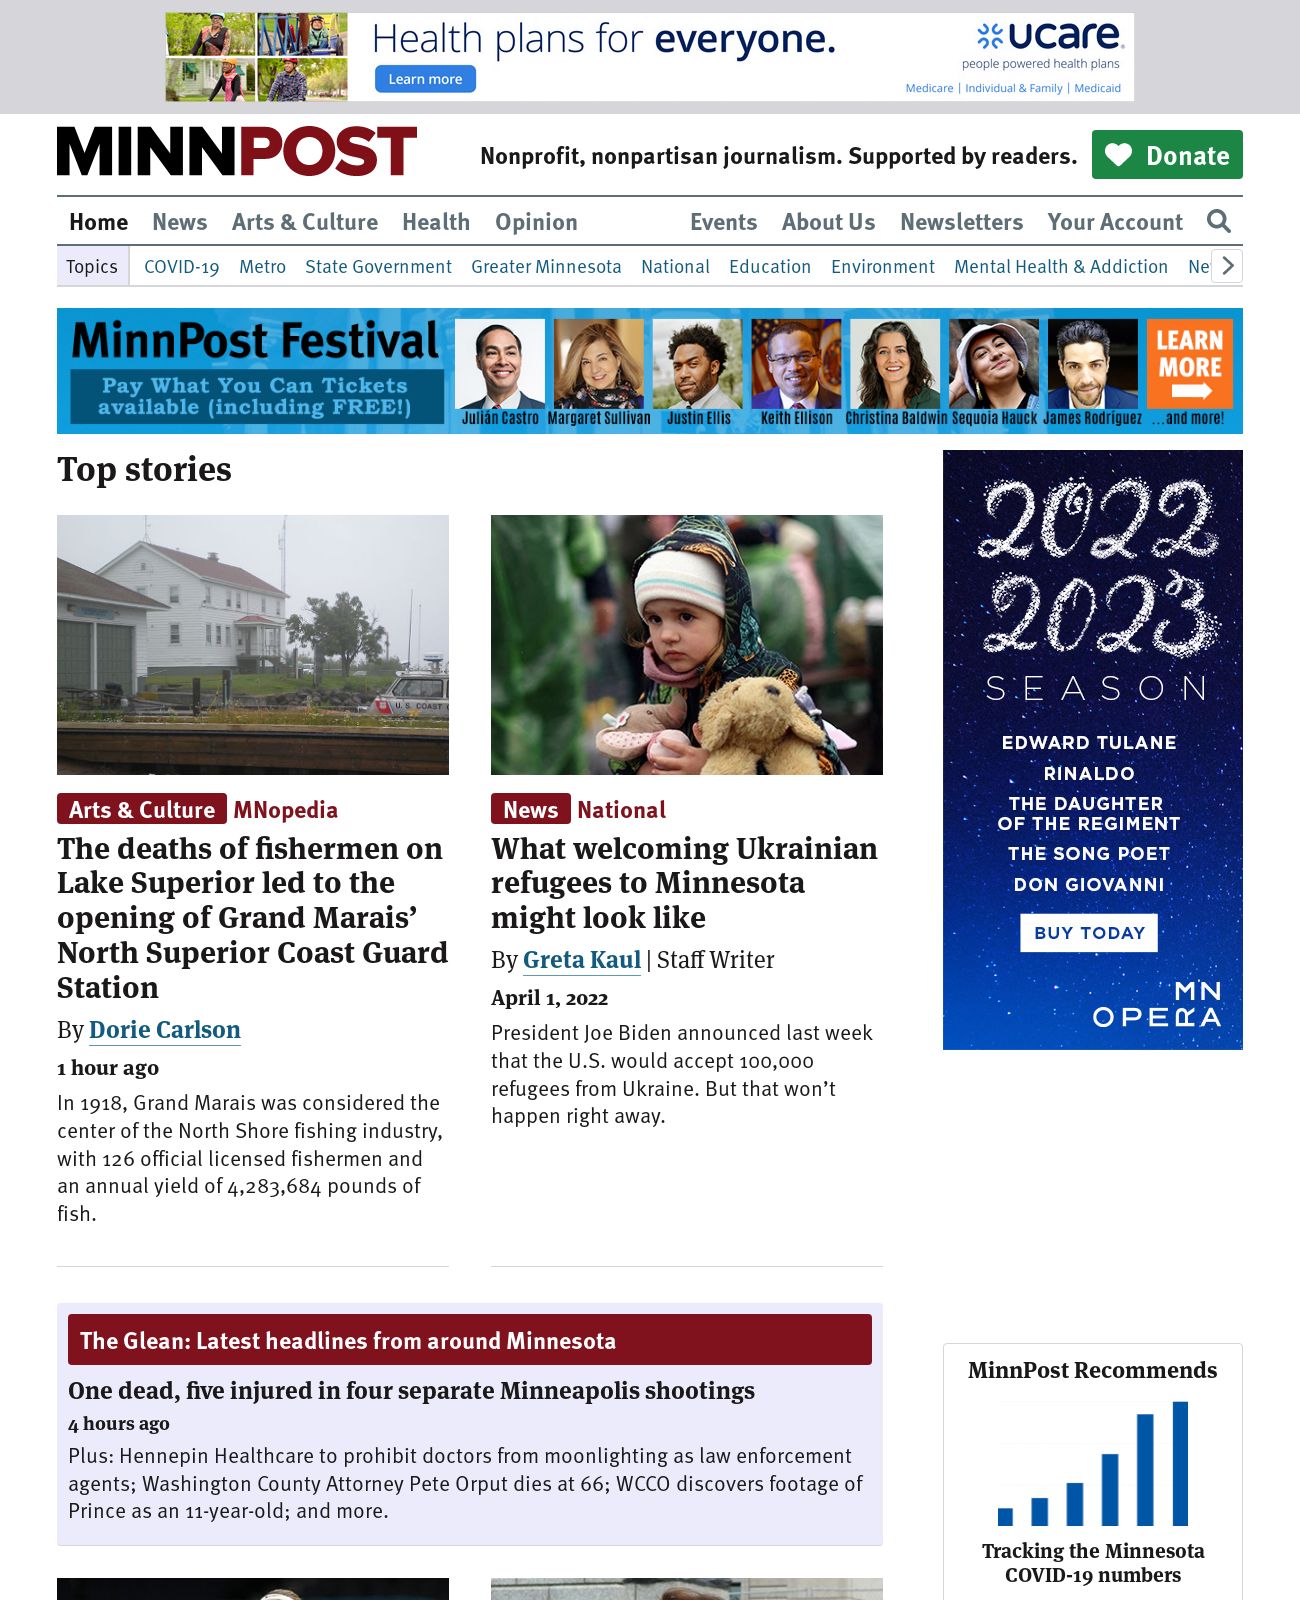 Health plans for everyone.
Learn more
ucare
people powered health plans
Medicare | Individual & Family | Medicaid
MINNPOST
Nonprofit, nonpartisan journalism. Supported by readers.
Donate
Home News Arts & Culture Health Opinion Events About Us Newsletters Your Account
Topics COVID-19 Metro State Government Greater Minnesota National Education Environment Mental Health & Addiction Ne
MinnPost Festival
Pay What You Can Tickets
available (including FREE!)
Julián Castro Margaret Sullivan Justin Ellis Keith Ellison Christina Baldwin Sequoia Hauck James Rodríguez ...and more!
LEARN
MORE
Top stories
U.S. COAST G
Arts & Culture MNopedia
The deaths of fishermen on
Lake Superior led to the
opening of Grand Marais’
North Superior Coast Guard
Station
By Dorie Carlson
1 hour ago
In 1918, Grand Marais was considered the
center of the North Shore fishing industry,
with 126 official licensed fishermen and
an annual yield of 4,283,684 pounds of
fish.
News National
What welcoming Ukrainian
refugees to Minnesota
might look like
By Greta Kaul | Staff Writer
April 1, 2022
President Joe Biden announced last week
that the U.S. would accept 100,000
refugees from Ukraine. But that won’t
happen right away.
2022
2023
SEASON
EDWARD TULANE
RINALDO
THE DAUGHTER
OF THE REGIMENT
THE SONG POET
DON GIOVANNI
BUY TODAY
MN
OPERA
The Glean: Latest headlines from around Minnesota
One dead, five injured in four separate Minneapolis shootings
4 hours ago
Plus: Hennepin Healthcare to prohibit doctors from moonlighting as law enforcement
agents; Washington County Attorney Pete Orput dies at 66; WCCO discovers footage of
Prince as an 11-year-old; and more.
MinnPost Recommends
Tracking the Minnesota
COVID-19 numbers